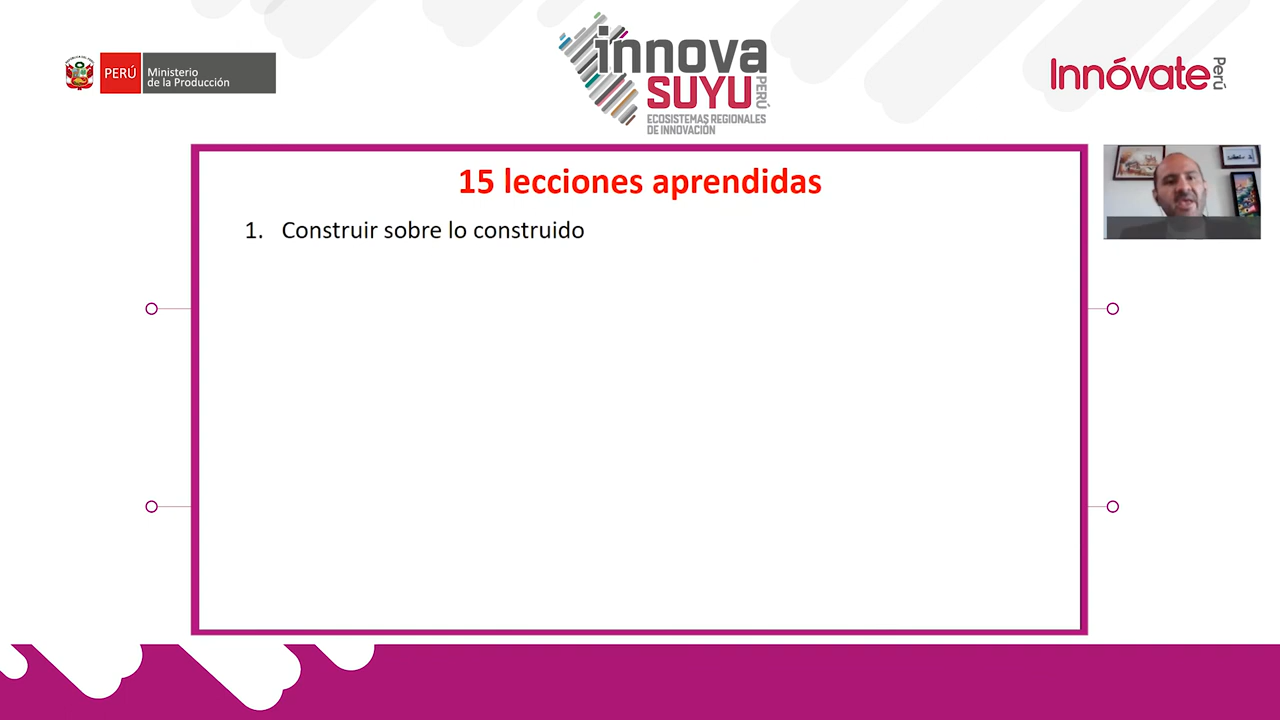 PERÚ
Ministerio
de la Producción
innova
SUYU
PERÚ
ECOSISTEMAS REGIONALES
DE INNOVACIÓN
Innóvate
Perú
15 lecciones aprendidas
1. Construir sobre lo construido